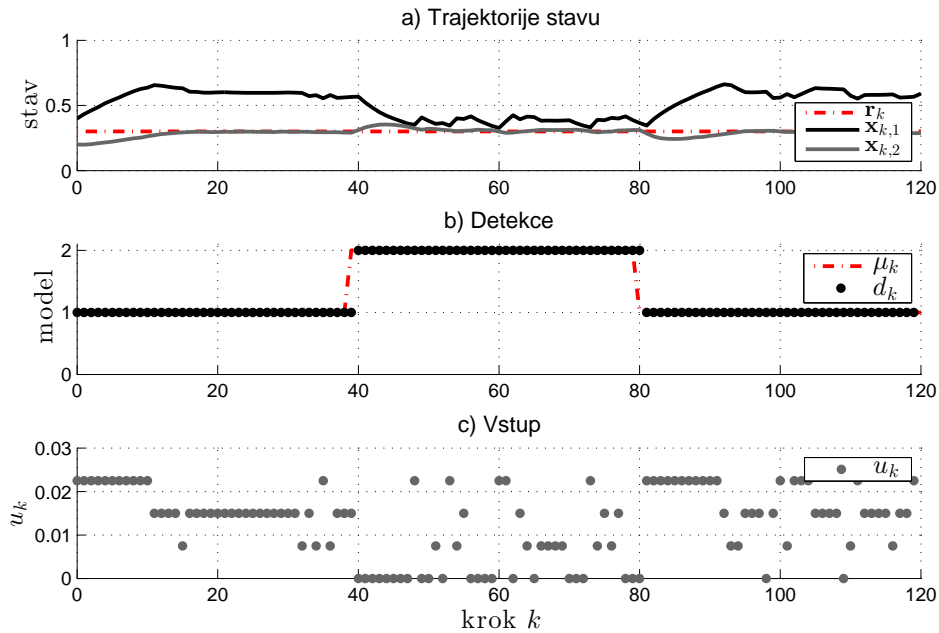 a) Trajektorije stavu
stav
1
0.5
0
0 20 40 60 80 100 120
r_k
x_{k,1}
x_{k,2}
b) Detekce
model
2
1
0
0 20 40 60 80 100 120
μ_k
d_k
c) Vstup
u_k
0.03
0.02
0.01
0
0 20 40 60 80 100 120
u_k
krok k